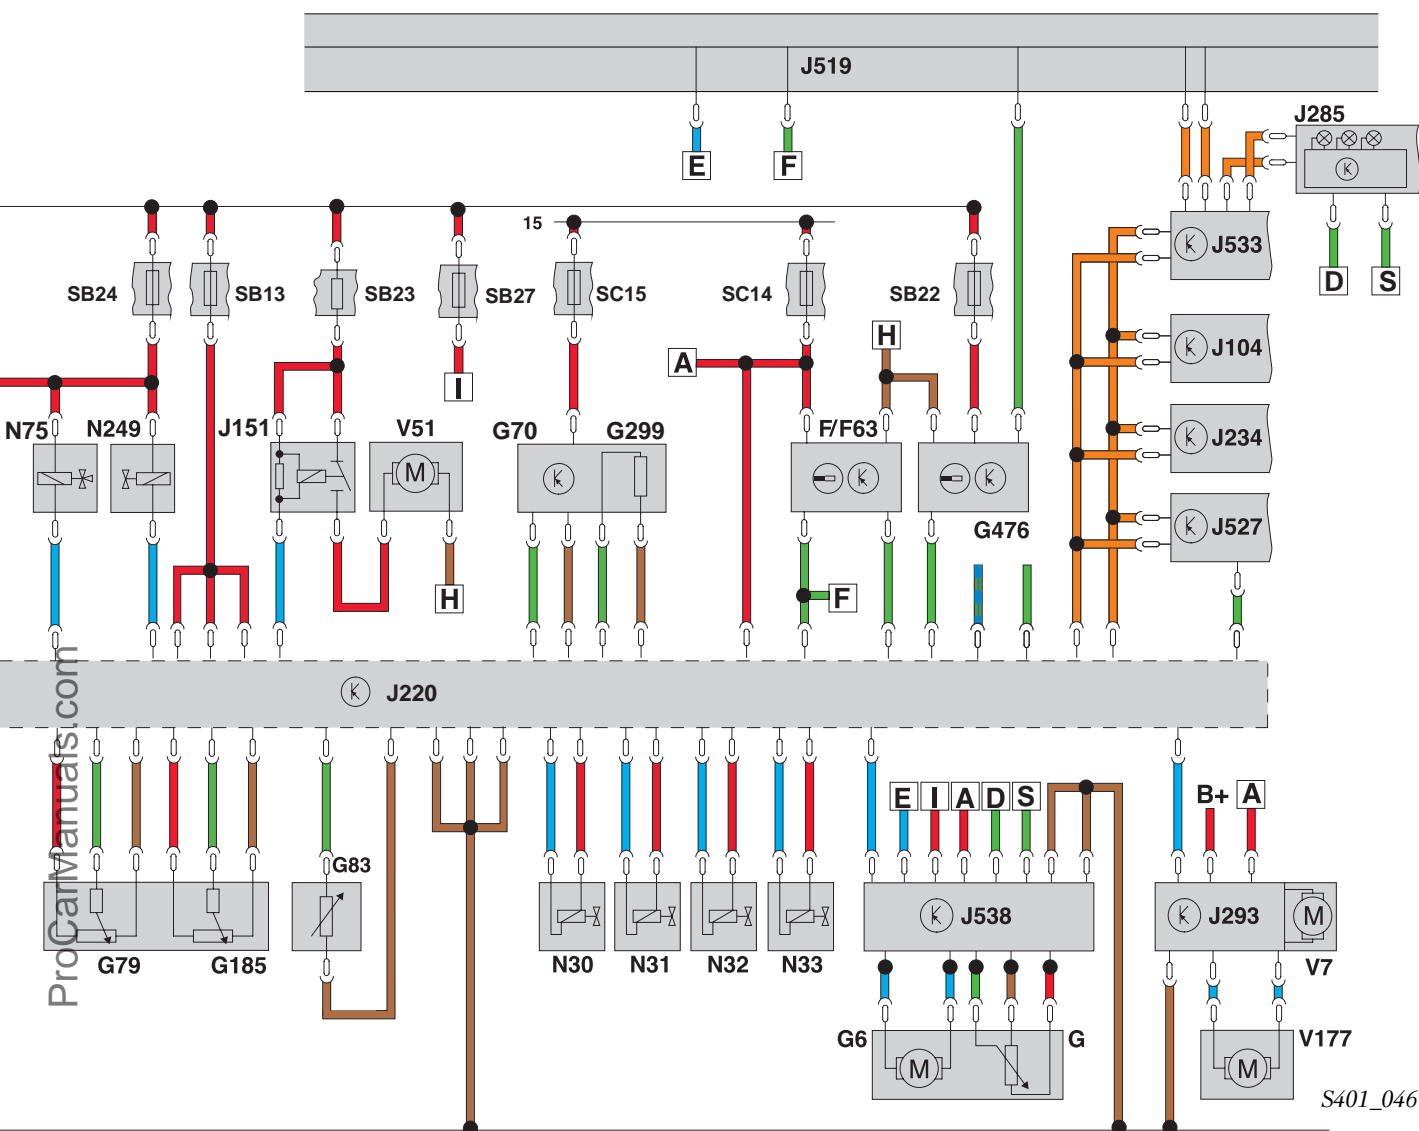 J519
J285
E
F
15
J533
D
S
SB24
SB13
SB23
SB27
SC15
SC14
SB22
H
J104
A
I
N75
N249
J151
V51
G70
G299
F/F63
J234
M
G476
J527
H
F
J220
ProCarManuals.com
E
I
A
D
S
B+
A
G83
J538
J293
M
G79
G185
N30
N31
N32
N33
V7
G6
G
V177
M
M
S401_046